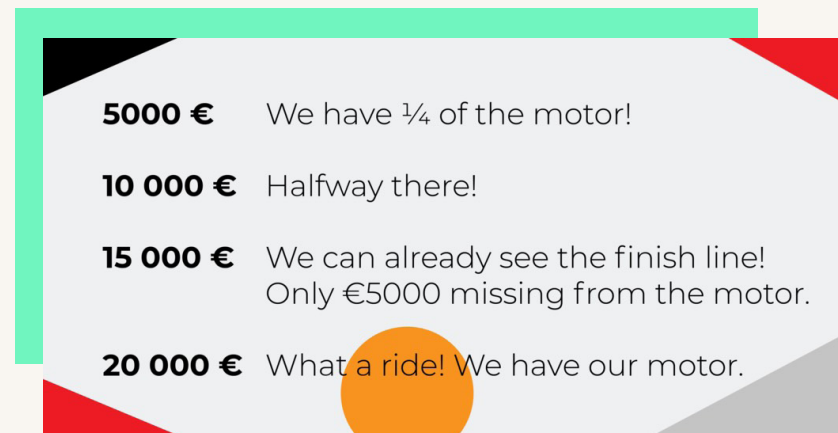 5000 € We have ¼ of the motor!
10 000 € Halfway there!
15 000 € We can already see the finish line!
Only €5000 missing from the motor.
20 000 € What a ride! We have our motor.